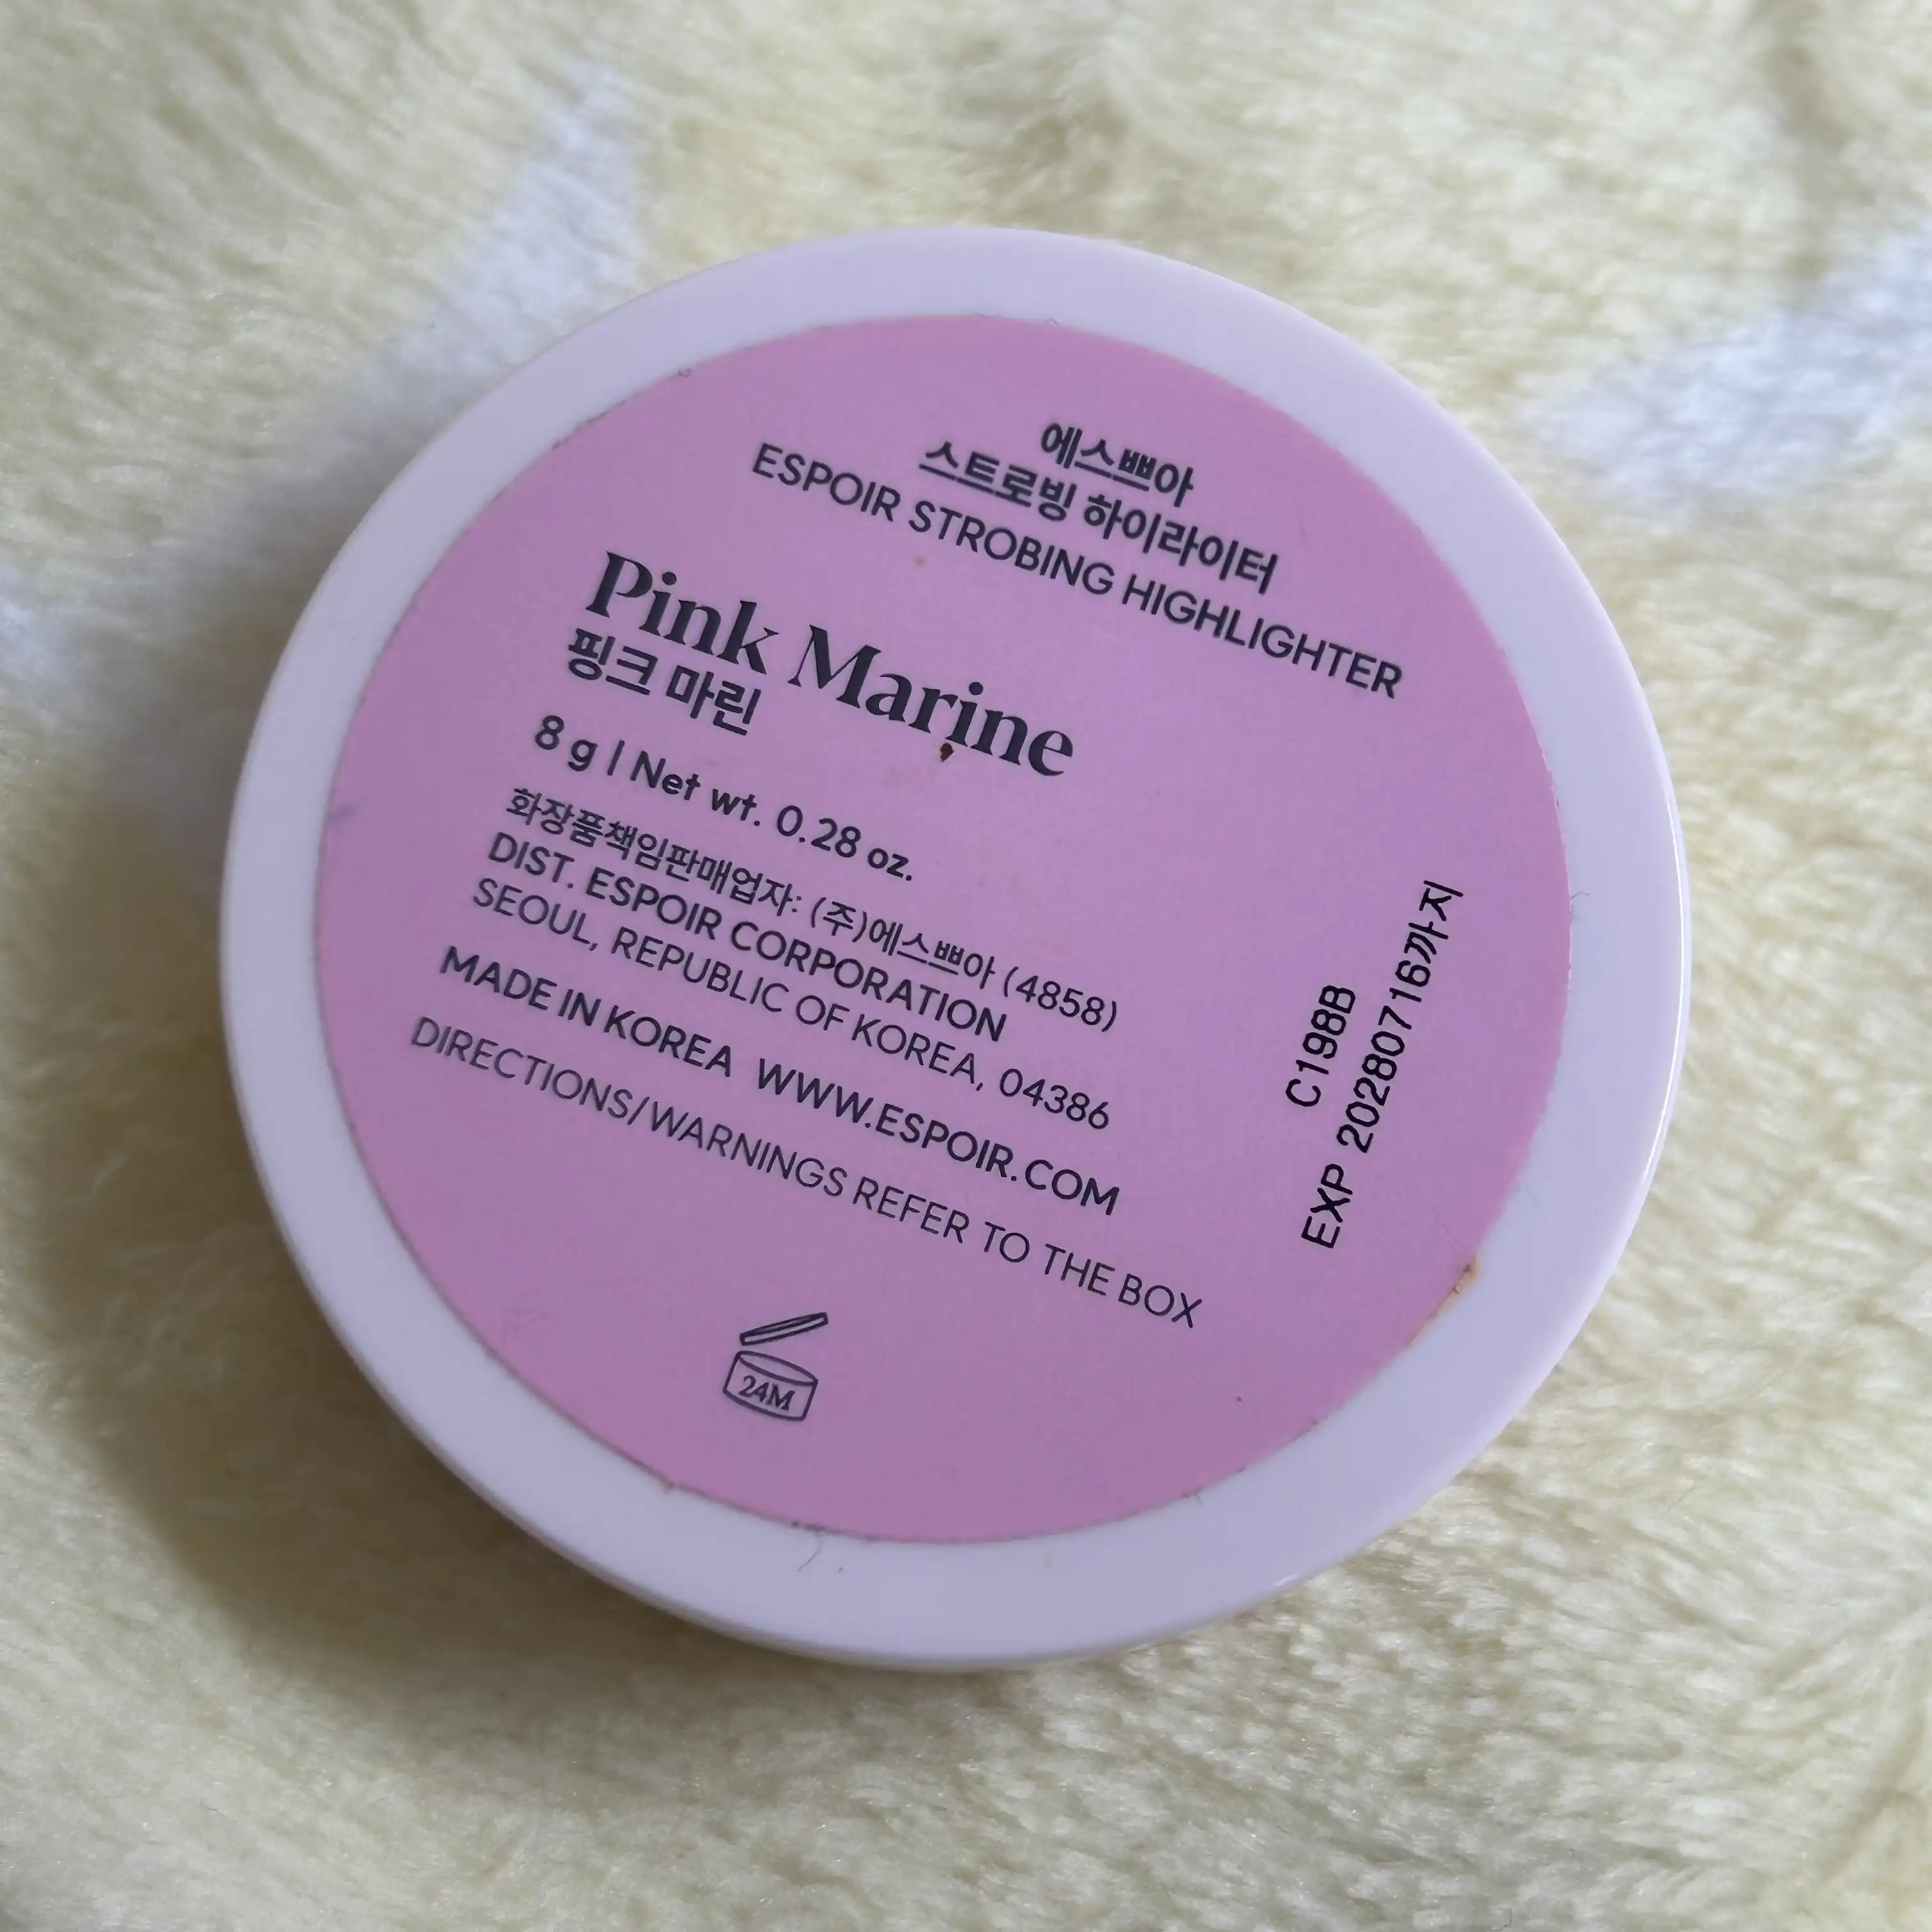 에스쁘아
스트로빙 하이라이터
ESPOIR STROBING HIGHLIGHTER
Pink Marine
핑크 마린
8 g | Net wt. 0.28 oz.
화장품책임판매업자: (주)에스쁘아 (4858)
DIST. ESPOIR CORPORATION
SEOUL, REPUBLIC OF KOREA, 04386
MADE IN KOREA WWW.ESPOIR.COM
DIRECTIONS/WARNINGS REFER TO THE BOX
24M
C198B
EXP 20280716까지